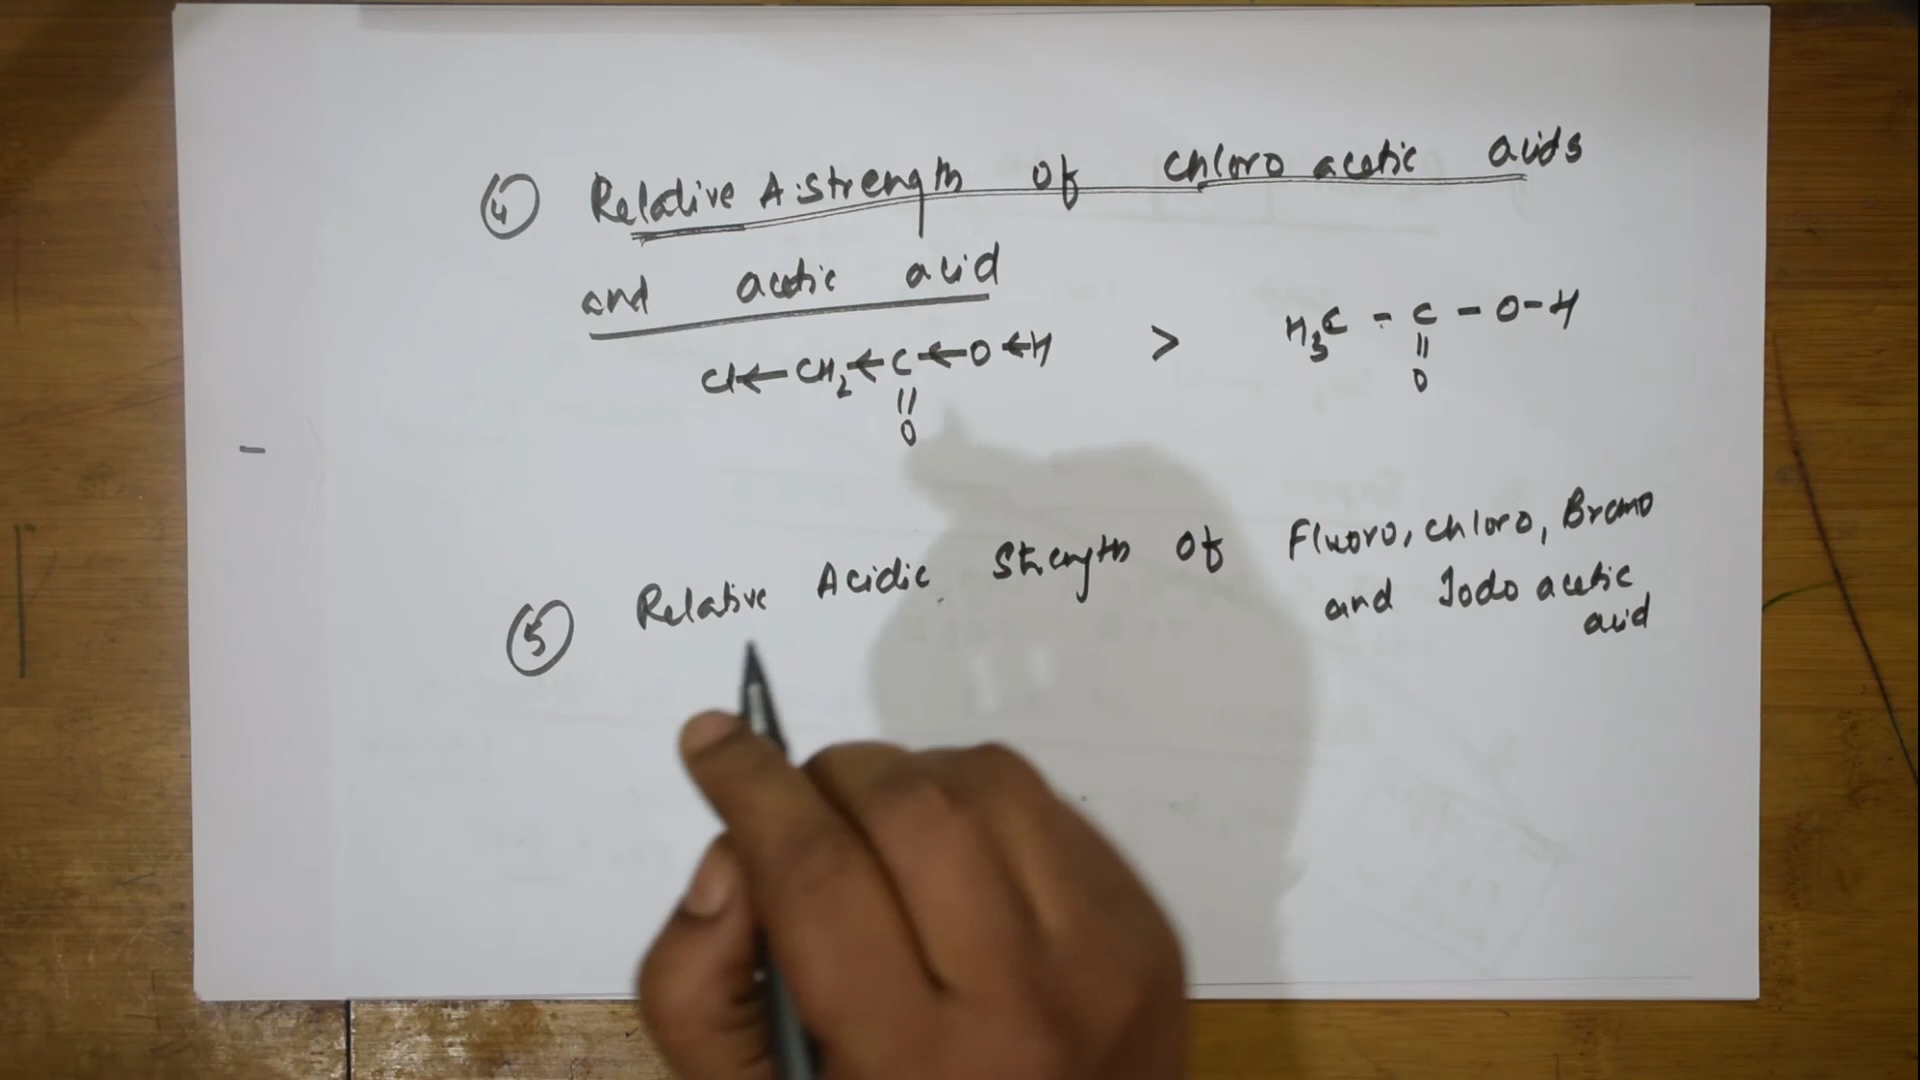 4 Relative A.strength of chloro acetic acids
and acetic acid
Cl←CH2←C←O←H > H3C-C-O-H
|| ||
O O
5 Relative Acidic Strength of Fluoro, chloro, Bromo
and Iodo acetic
acid